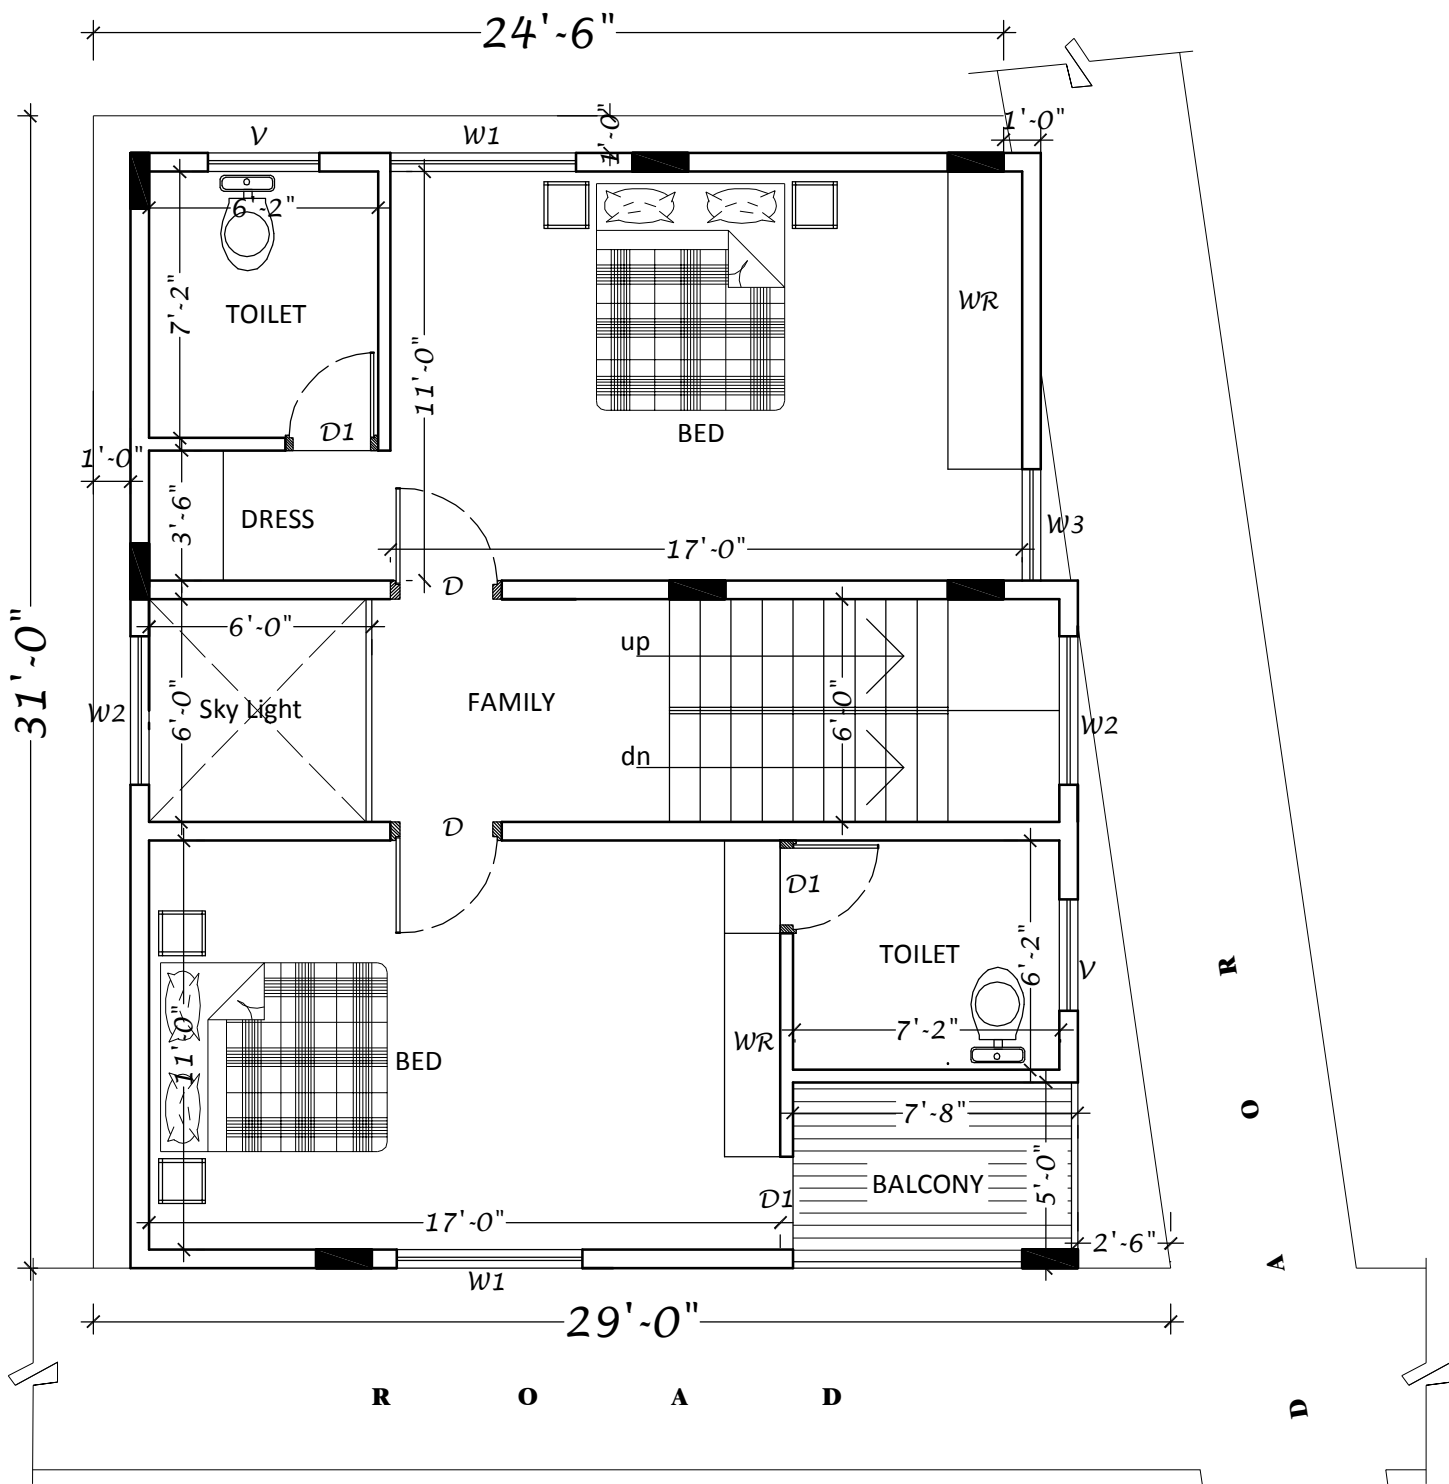 24'-6"
1'-0"
V
W1
1'-0"
6'-2"
7'-2"
TOILET
WR
11'-0"
D1
BED
1'-0"
3'-6"
DRESS
W3
17'-0"
D
31'-0"
6'-0"
up
W2
6'-0"
Sky Light
FAMILY
6'-0"
W2
dn
D
D1
TOILET
6'-2"
V
R
11'-0"
BED
WR
7'-2"
7'-8"
O
BALCONY
5'-0"
D1
17'-0"
2'-6"
A
W1
29'-0"
R O A D
D